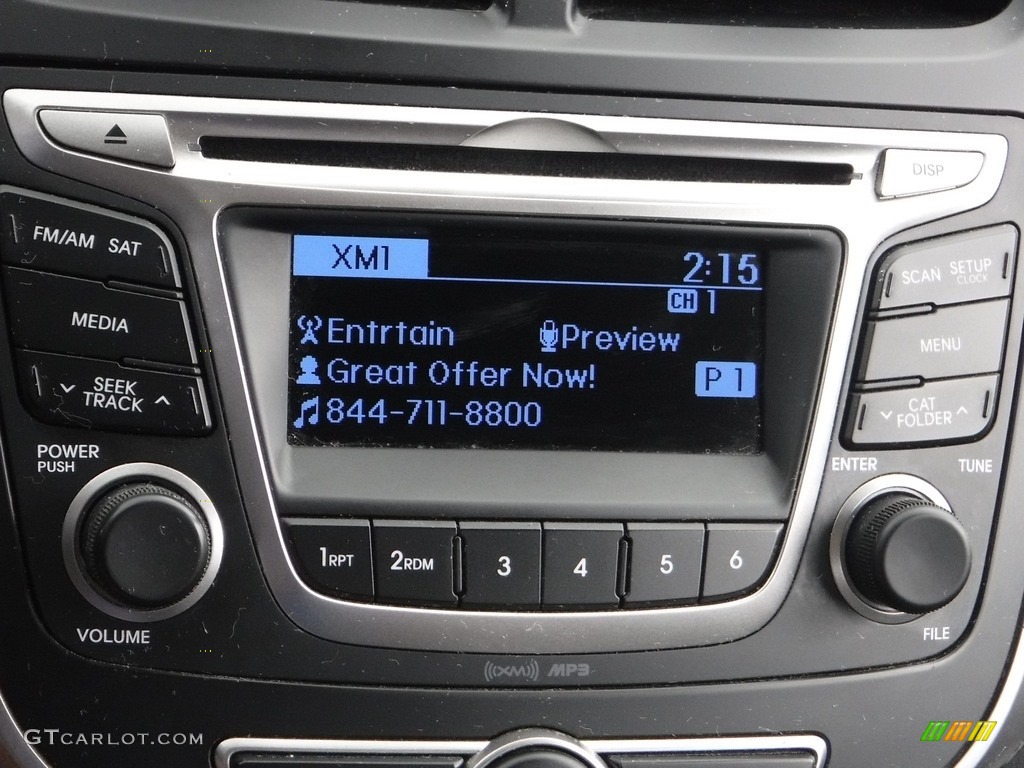 DISP
FM/AM SAT
XM1
2:15
SCAN SETUP
CLOCK
CH 1
MEDIA
Entrtain Preview
MENU
Great Offer Now!
P 1
SEEK
TRACK
CAT
FOLDER
844-711-8800
POWER
PUSH
ENTER TUNE
1RPT 2RDM 3 4 5 6
VOLUME
FILE
((XM)) MP3
GTCARLOT.COM